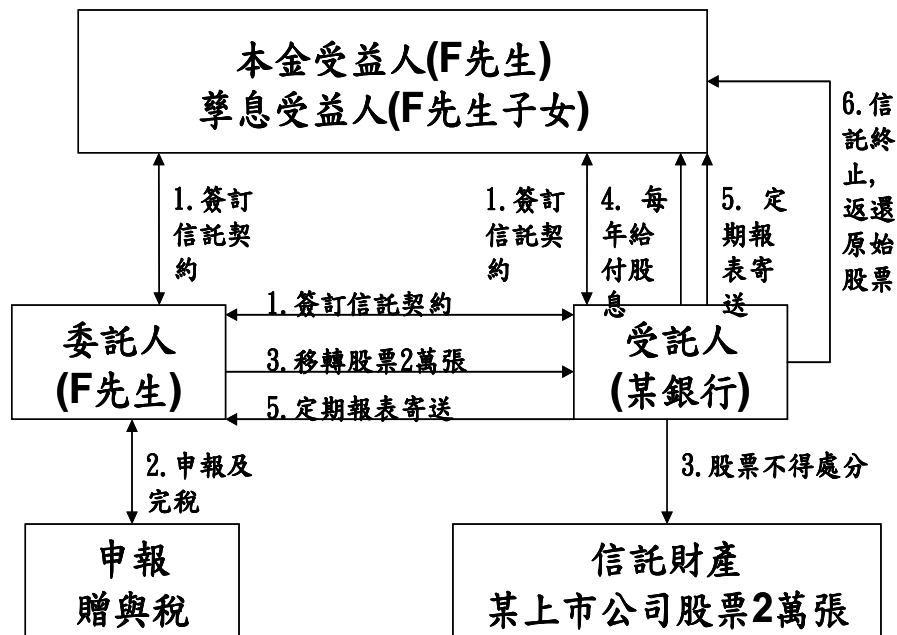 本金受益人(F先生)
孳息受益人(F先生子女)
6.信
託終
止,
返還
原始
股票
1.簽訂
信託契
約
1.簽訂
信託契
約
4. 每
年給
付股
息
5. 定
期報
表寄
送
1.簽訂信託契約
委託人
(F先生)
3.移轉股票2萬張
受託人
(某銀行)
5.定期報表寄送
2.申報及
完稅
3.股票不得處分
申報
贈與稅
信託財產
某上市公司股票2萬張